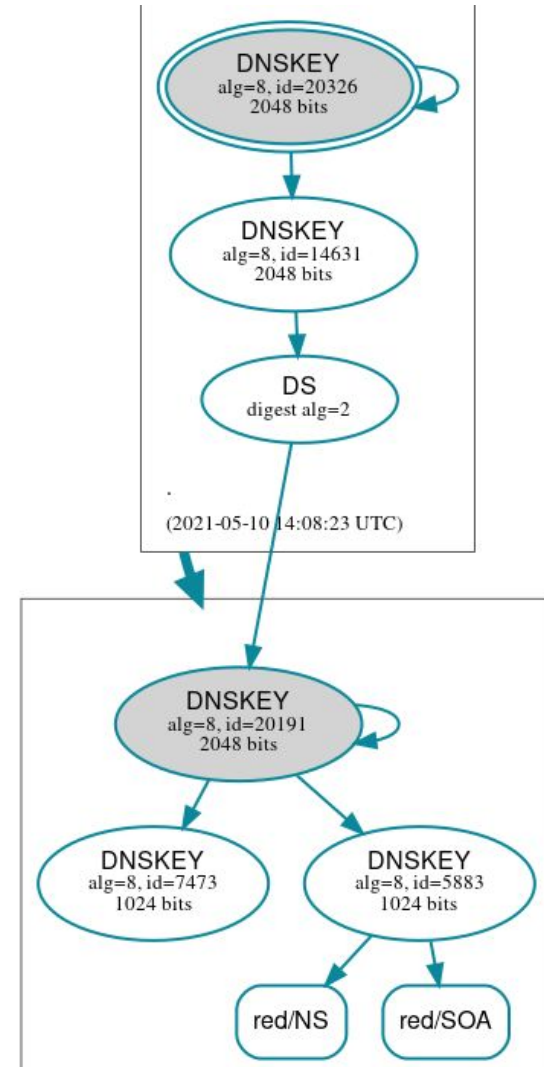 DNSKEY
alg=8, id=20326
2048 bits
DNSKEY
alg=8, id=14631
2048 bits
DS
digest alg=2
.
(2021-05-10 14:08:23 UTC)
DNSKEY
alg=8, id=20191
2048 bits
DNSKEY
alg=8, id=7473
1024 bits
DNSKEY
alg=8, id=5883
1024 bits
red/NS
red/SOA